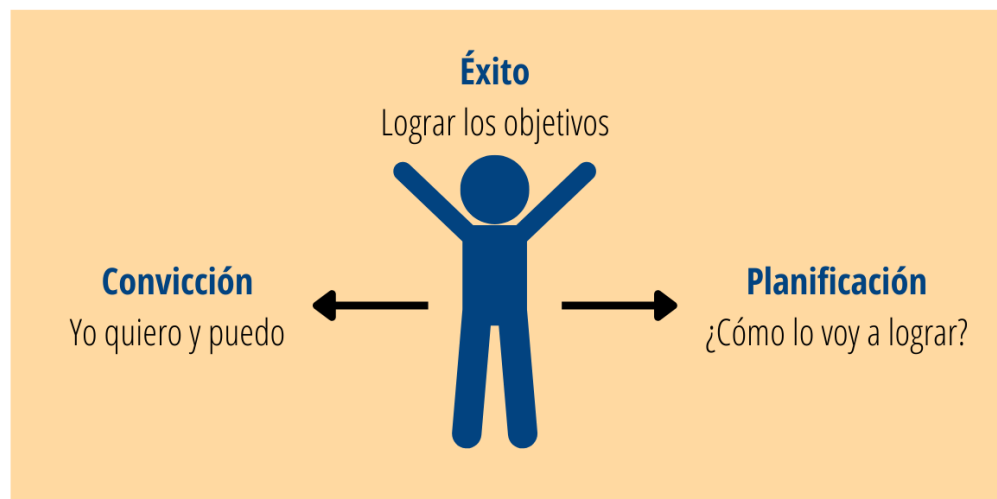 Éxito
Lograr los objetivos
Convicción
Yo quiero y puedo
Planificación
¿Cómo lo voy a lograr?